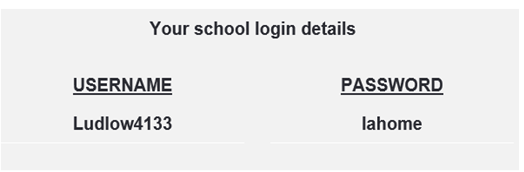 Your school login details
USERNAME PASSWORD
Ludlow4133 lahome